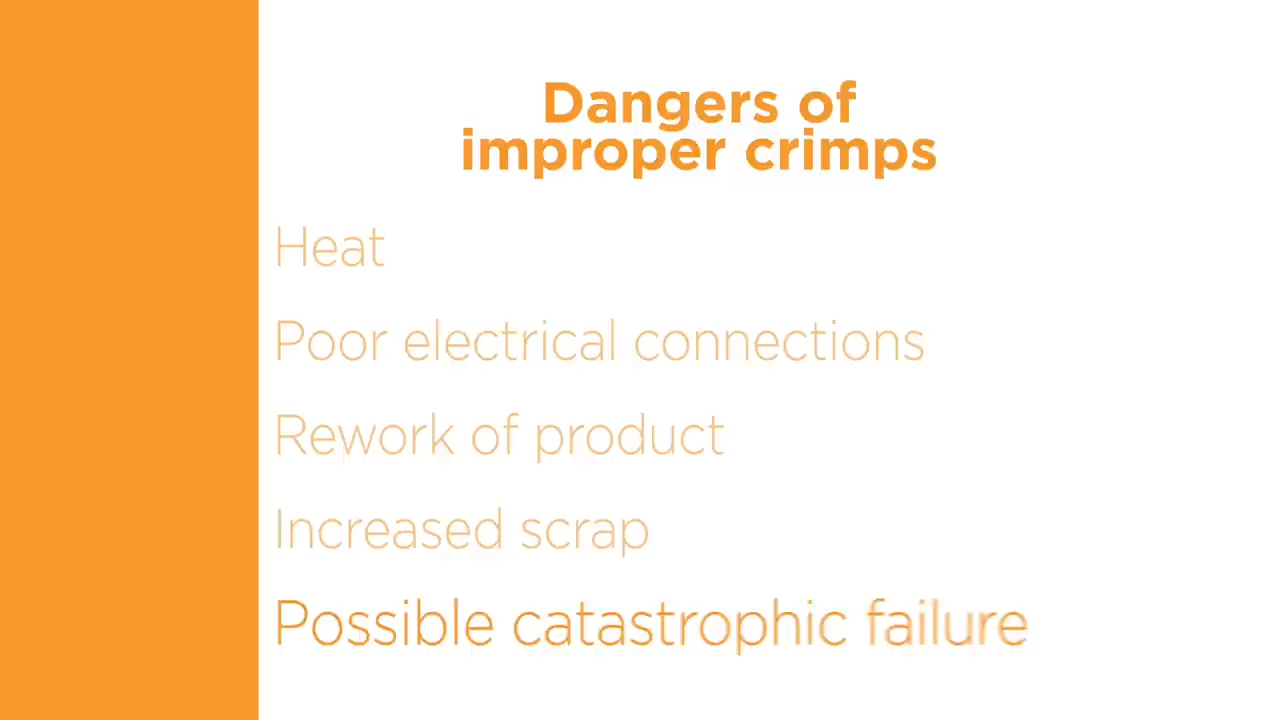 Dangers of
improper crimps
Heat
Poor electrical connections
Rework of product
Increased scrap
Possible catastrophic failure